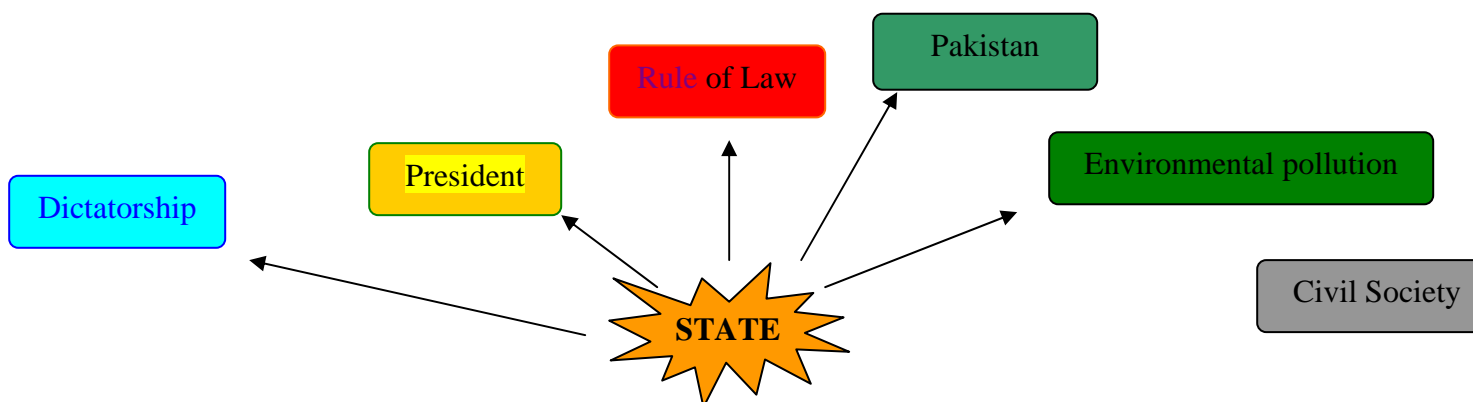 Pakistan
Rule of Law
Environmental pollution
President
Dictatorship
Civil Society
STATE